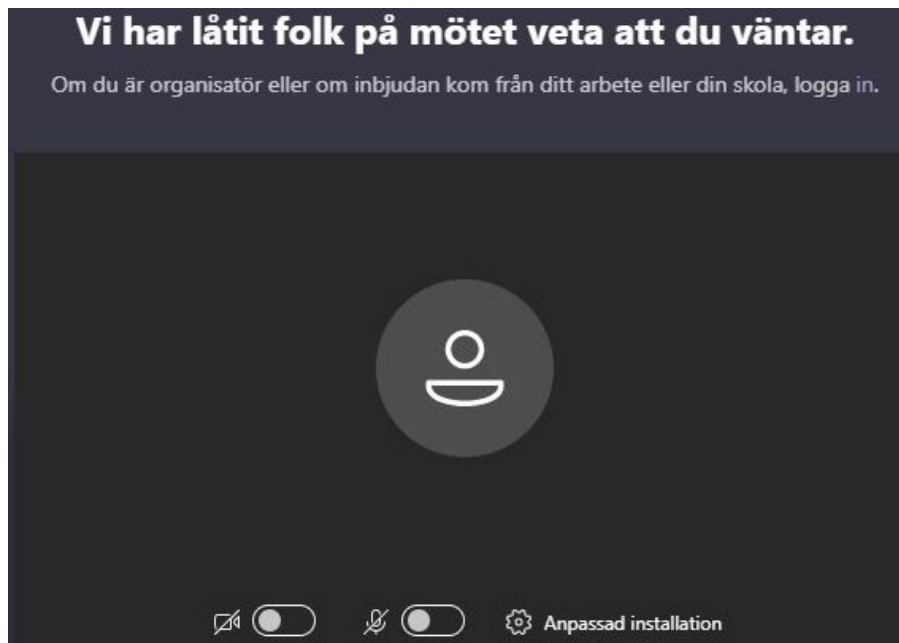 Vi har låtit folk på mötet veta att du väntar.
Om du är organisatör eller om inbjudan kom från ditt arbete eller din skola, logga in.
Anpassad installation